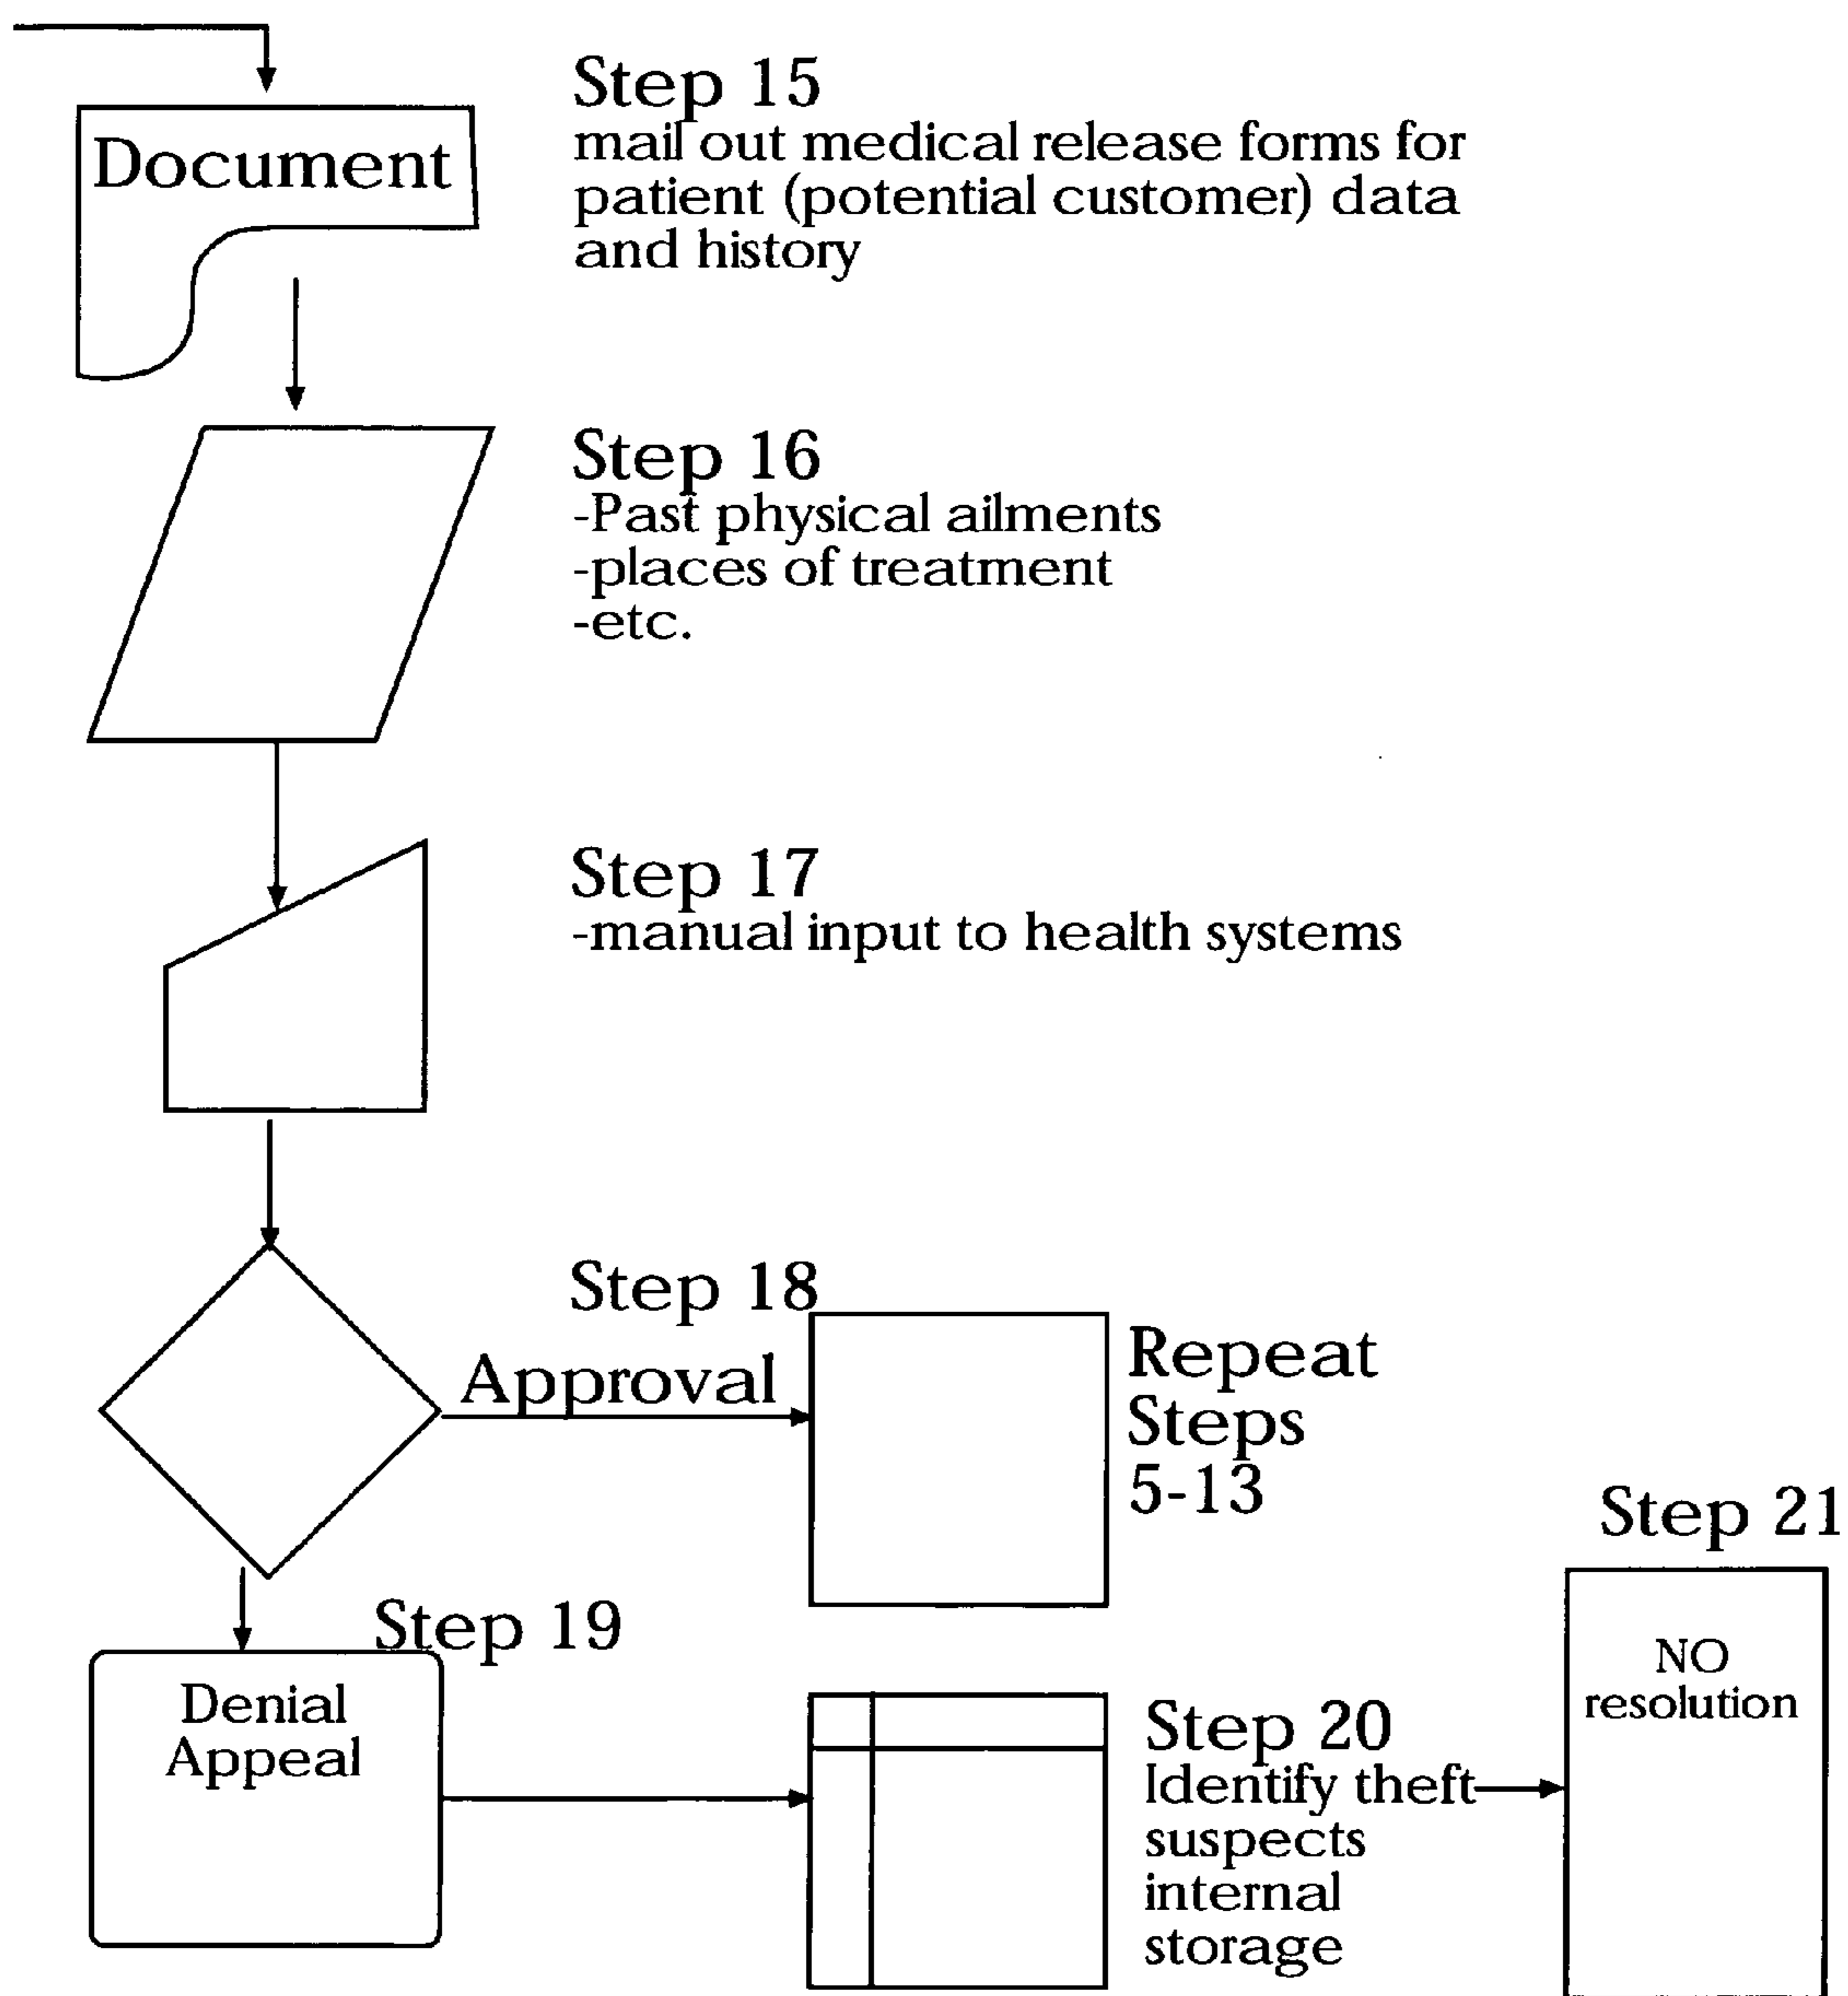 Document
Step 15
mail out medical release forms for
patient (potential customer) data
and history
Step 16
-Past physical ailments
-places of treatment
-etc.
Step 17
-manual input to health systems
Step 18
Approval
Repeat
Steps
5-13
Step 19
Denial
Appeal
Step 20
Identify theft
suspects
internal
storage
Step 21
NO
resolution